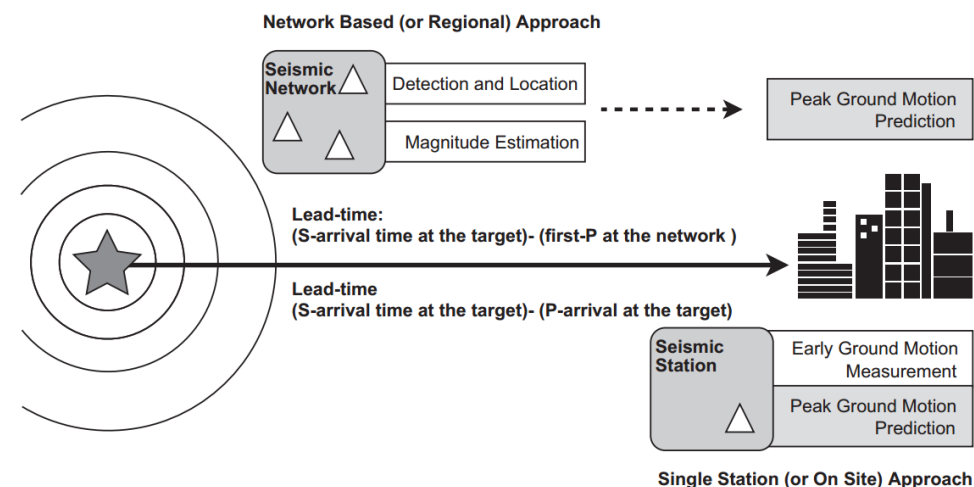 Network Based (or Regional) Approach
Seismic
Network
Detection and Location
Magnitude Estimation
Peak Ground Motion
Prediction
Lead-time:
(S-arrival time at the target)- (first-P at the network )
Lead-time
(S-arrival time at the target)- (P-arrival at the target)
Seismic
Station
Early Ground Motion
Measurement
Peak Ground Motion
Prediction
Single Station (or On Site) Approach